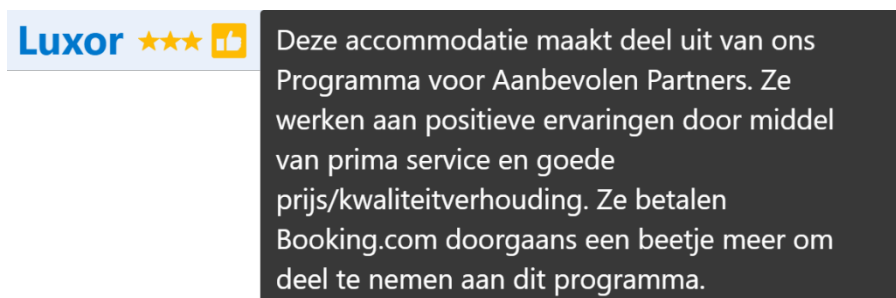 Luxor
Deze accommodatie maakt deel uit van ons
Programma voor Aanbevolen Partners. Ze
werken aan positieve ervaringen door middel
van prima service en goede
prijs/kwaliteitverhouding. Ze betalen
Booking.com doorgaans een beetje meer om
deel te nemen aan dit programma.